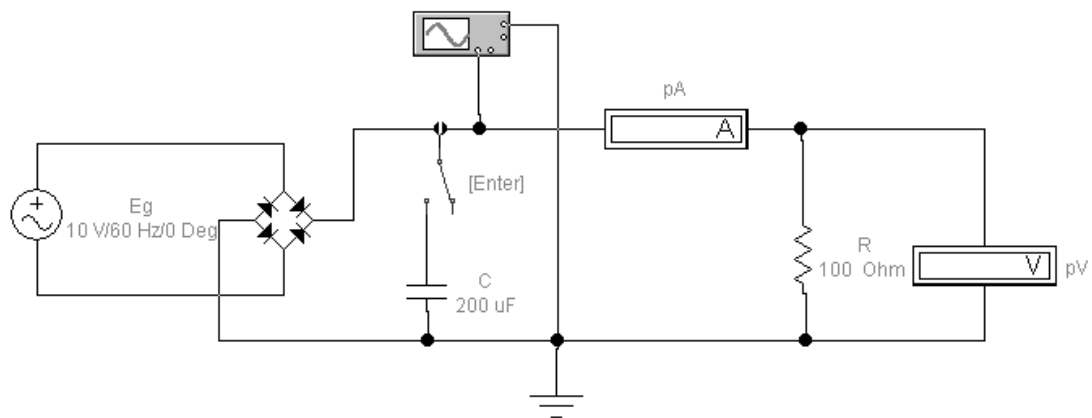 pA
A
[Enter]
Eg
10 V/60 Hz/0 Deg
R
100 Ohm
V
pV
C
200 uF